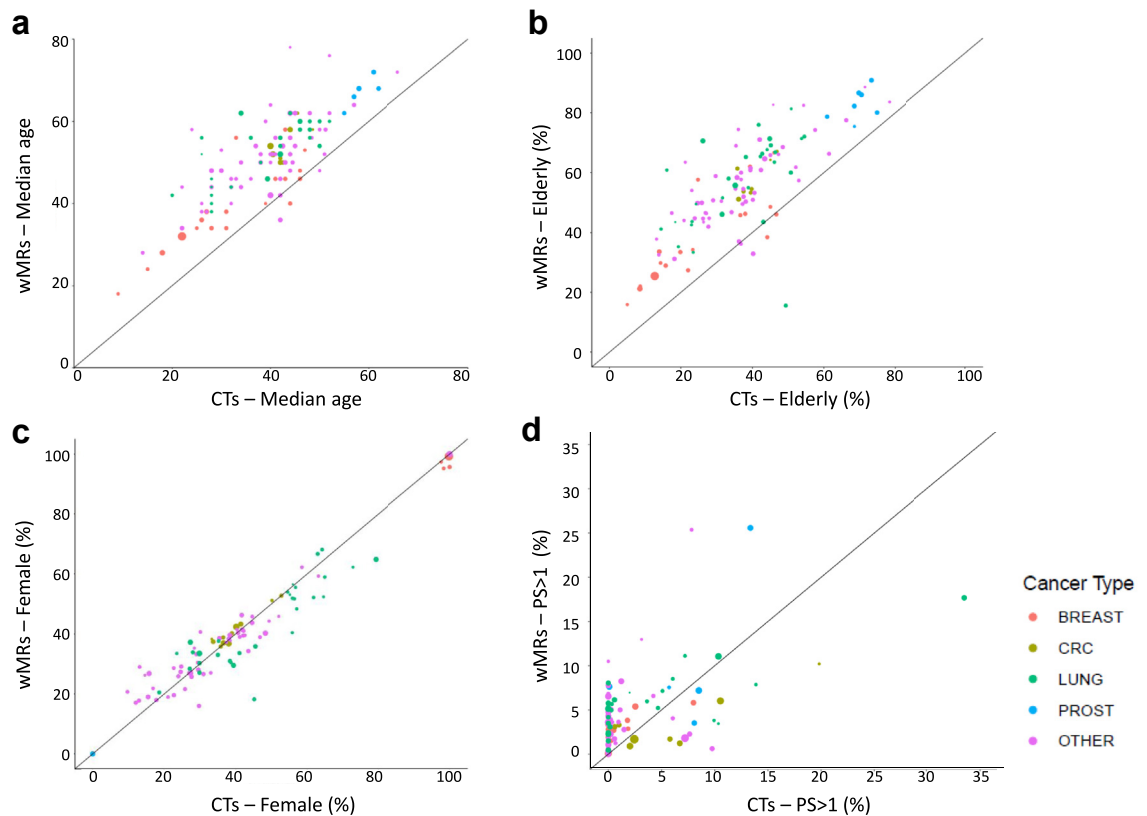 a
80
60
40
20
0
wMRs – Median age
0 20 40 60 80
CTs – Median age
b
100
80
60
40
20
0
wMRs – Elderly (%)
0 20 40 60 80 100
CTs – Elderly (%)
c
100
80
60
40
20
0
wMRs – Female (%)
0 20 40 60 80 100
CTs – Female (%)
d
35
30
25
20
15
10
5
0
wMRs – PS>1 (%)
0 5 10 15 20 25 30 35
CTs – PS>1 (%)
Cancer Type
BREAST
CRC
LUNG
PROST
OTHER